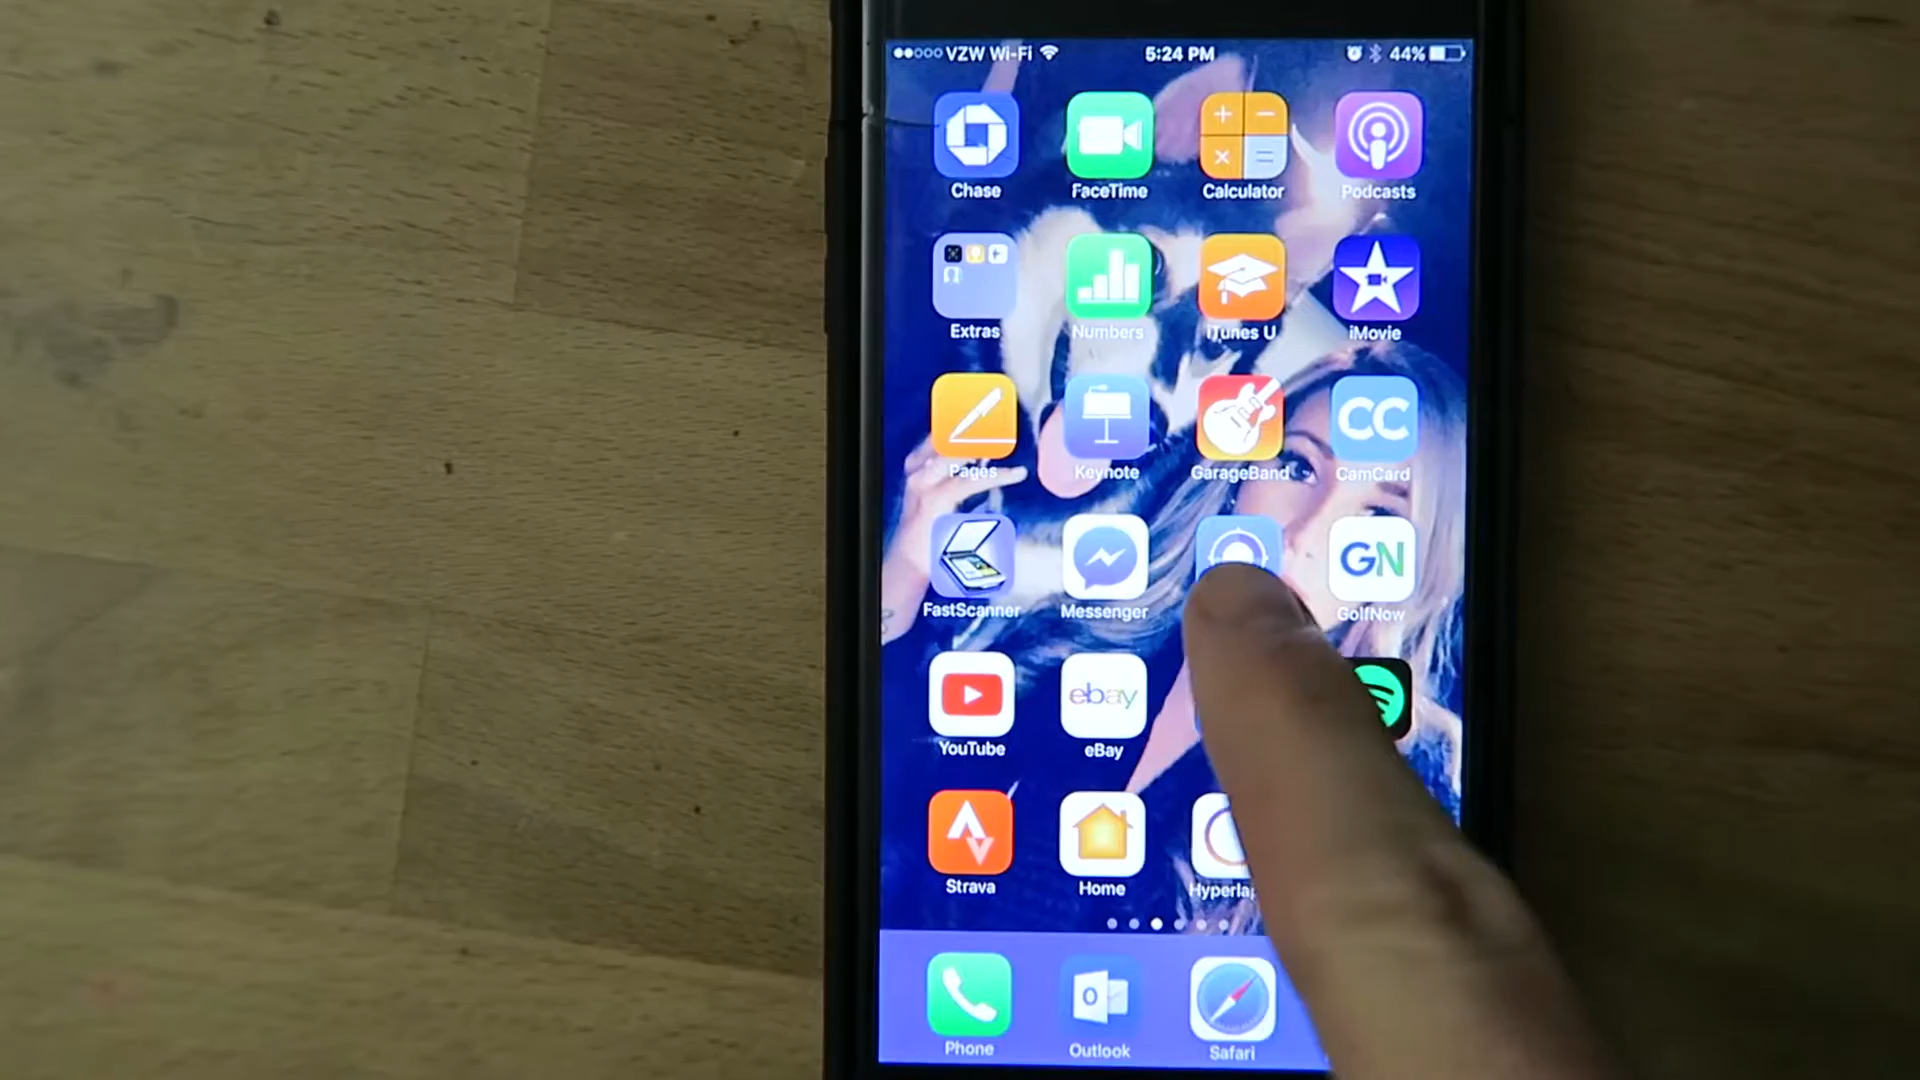 VZW Wi-Fi 5:24 PM 44%
Chase FaceTime Calculator Podcasts
Extras Numbers iTunes U iMovie
CC
Pages Keynote GarageBand CamCard
GN
FastScanner Messenger GolfNow
ebay
YouTube eBay
Strava Home Hyperla
O
Phone Outlook Safari